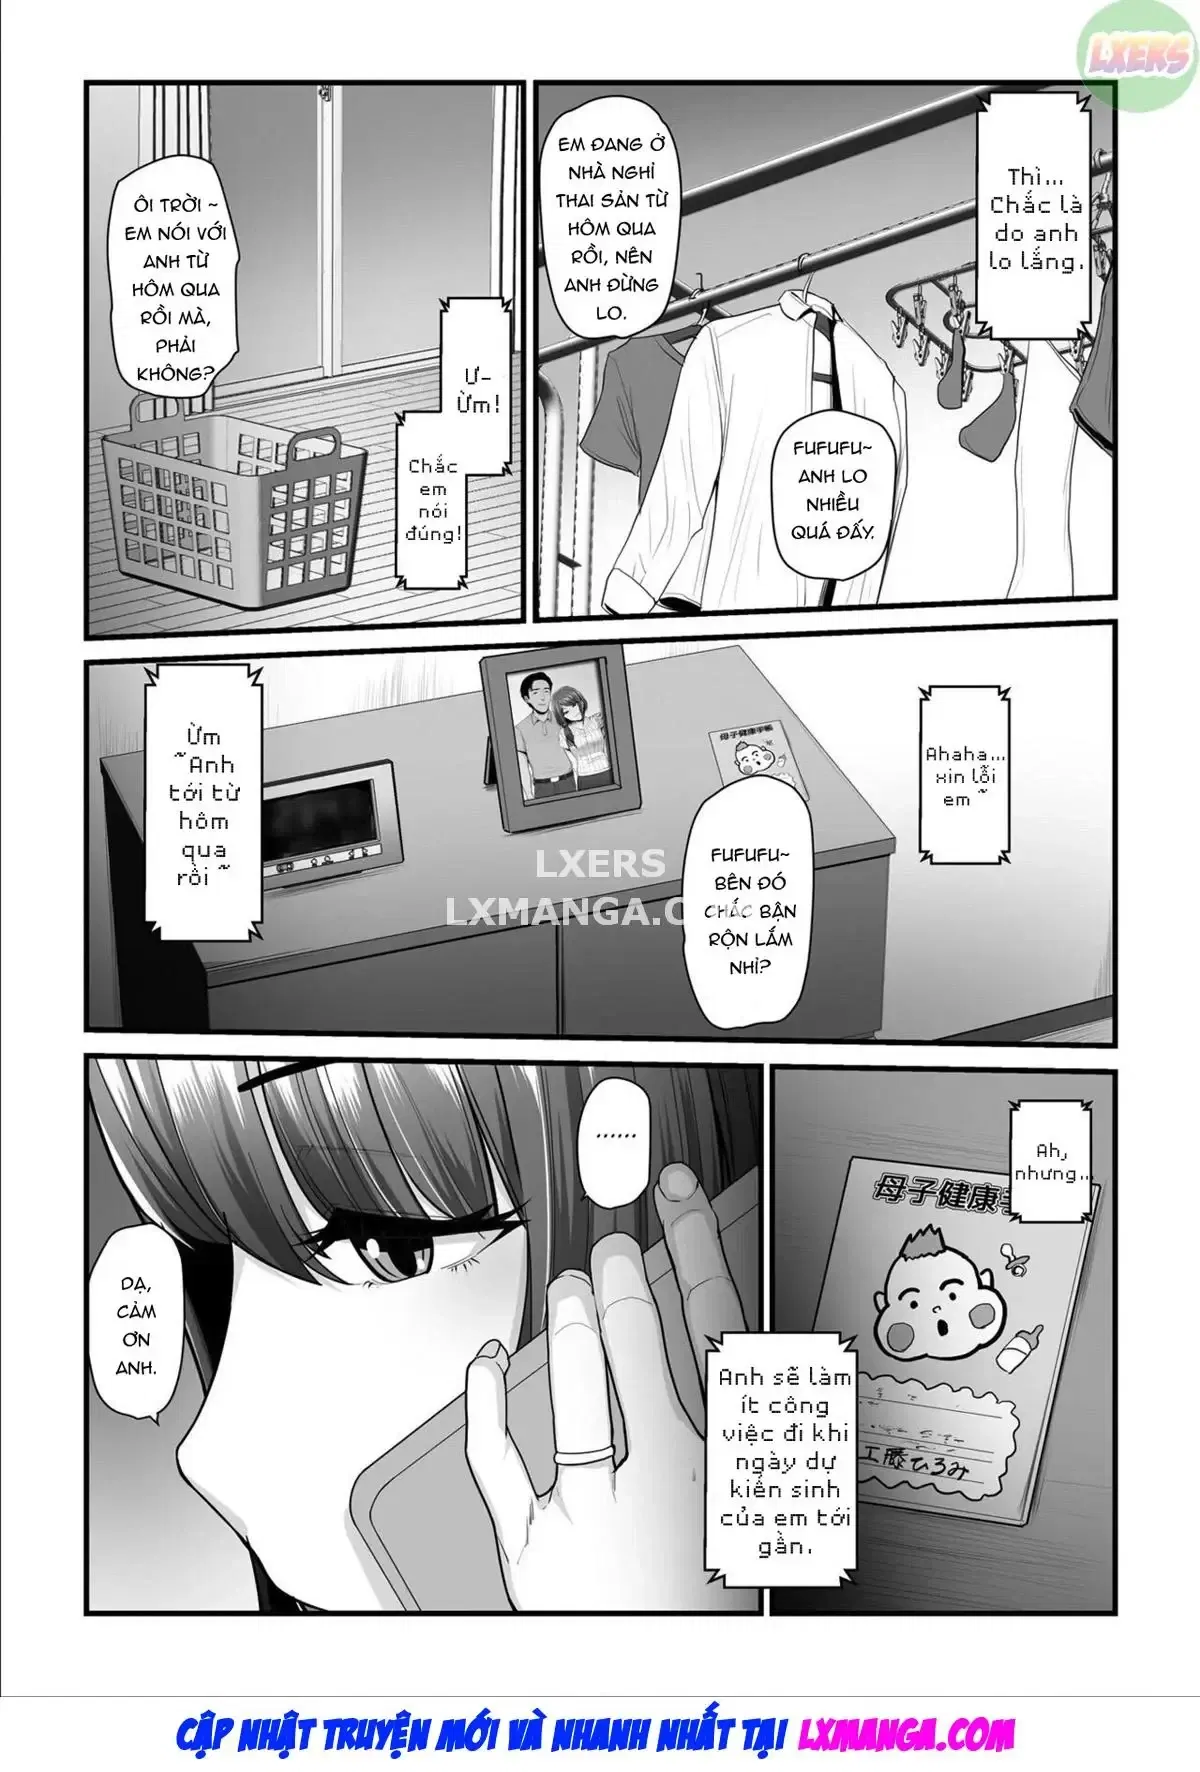 LXERS
Thì...
Chắc là
do anh
lo lắng.
EM ĐANG Ở
NHÀ NGHỈ
THAI SẢN TỪ
HÔM QUA
RỒI, NÊN
ANH ĐỪNG
LO.
FUFUFU~
ANH LO
NHIỀU
QUÁ ĐẤY.
ÔI TRỜI ~
EM NÓI VỚI
ANH TỪ
HÔM QUA
RỒI MÀ,
PHẢI
KHÔNG?
Ư-
Ừm!
Chắc
em
nói
đúng!
Ahaha...
xin lỗi
em ~
母子健康手帳
FUFUFU~
BÊN ĐÓ
CHẮC BẬN
RỘN LẮM
NHỈ?
Ừm
~Anh
tới từ
hôm
qua
rồi ~
LXERS
Ah,
nhưng...
母子健康手
工藤ひろみ
Anh sẽ làm
ít công
việc đi khi
ngày dự
kiến sinh
của em tới
gần.
.......
DẠ,
CẢM
ƠN
ANH.
CẬP NHẬT TRUYỆN MỚI VÀ NHANH NHẤT TẠI LXMANGA.COM